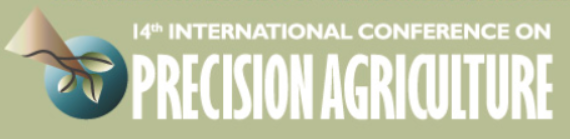 14th INTERNATIONAL CONFERENCE ON
PRECISION AGRICULTURE